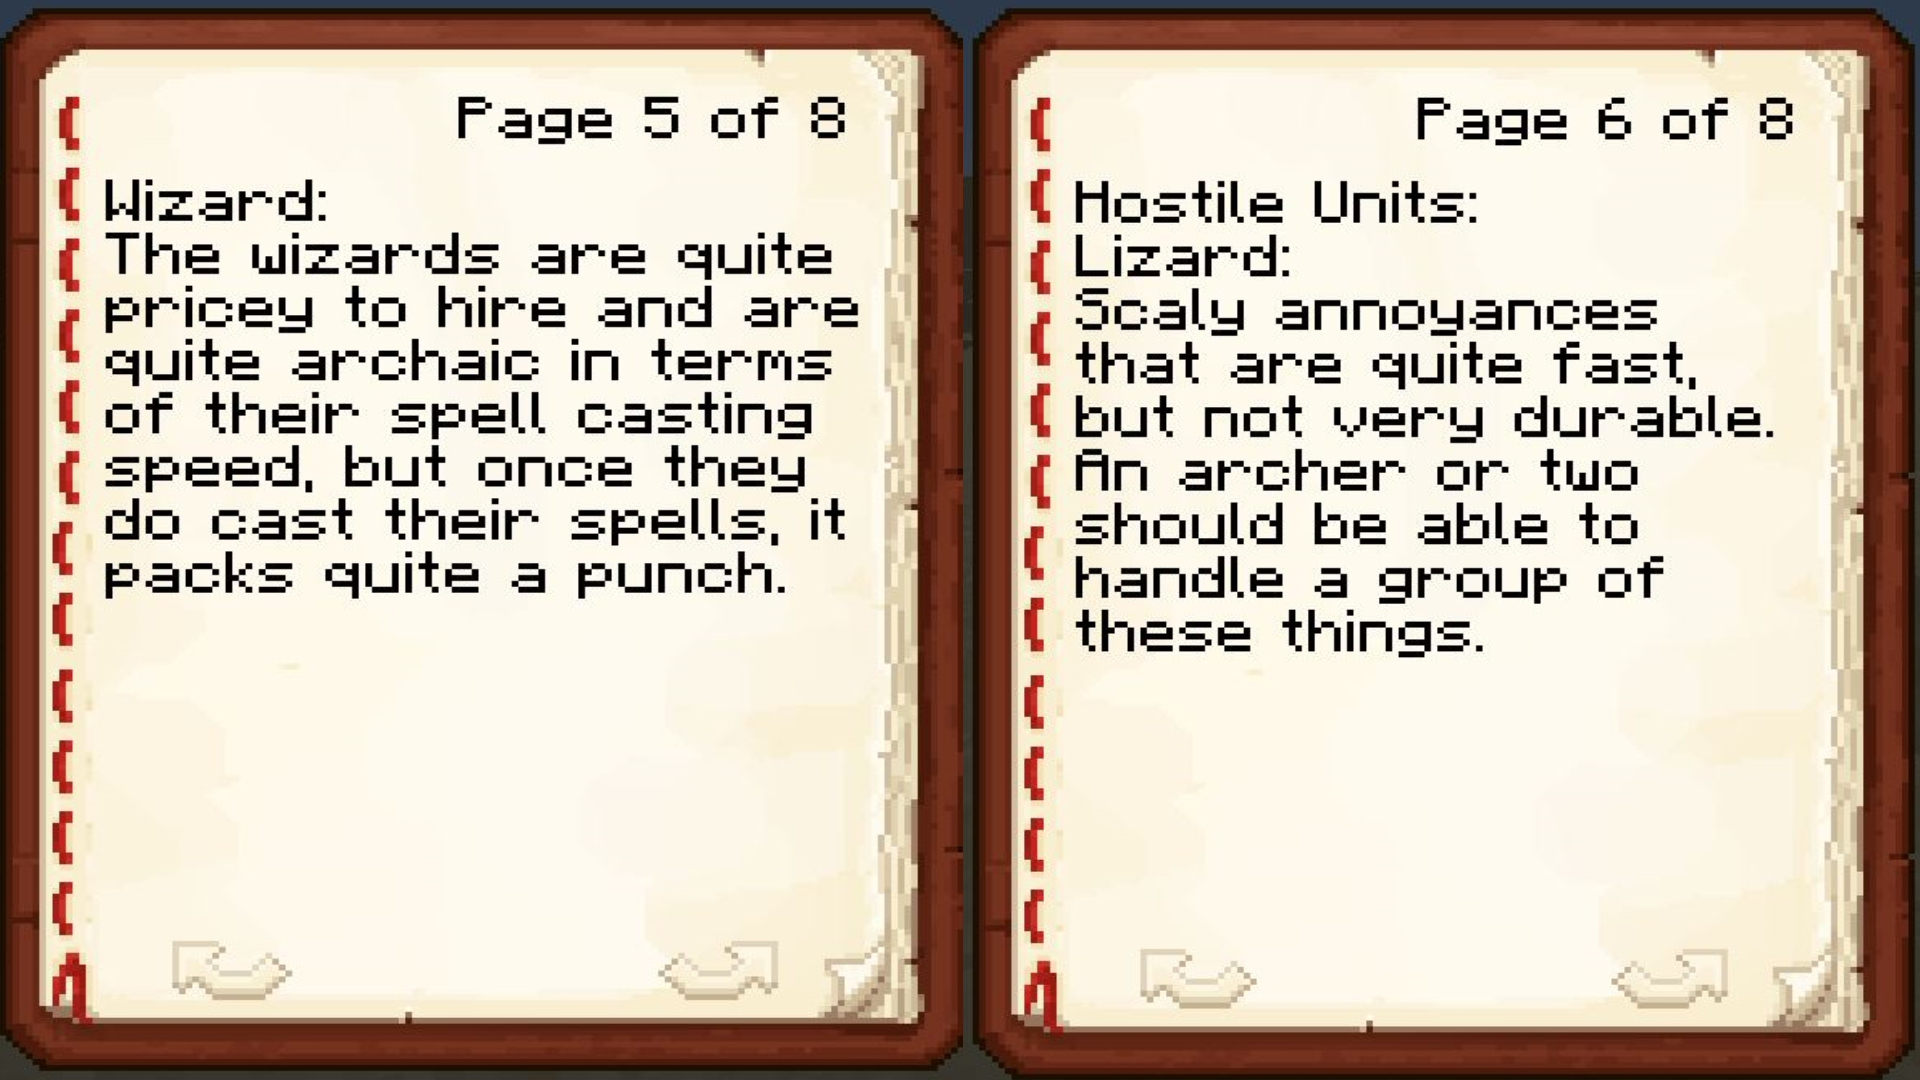 Page 5 of 8
Wizard:
The wizards are quite
pricey to hire and are
quite archaic in terms
of their spell casting
speed, but once they
do cast their spells, it
packs quite a punch.
Page 6 of 8
Hostile Units:
Lizard:
Scaly annoyances
that are quite fast,
but not very durable.
An archer or two
should be able to
handle a group of
these things.